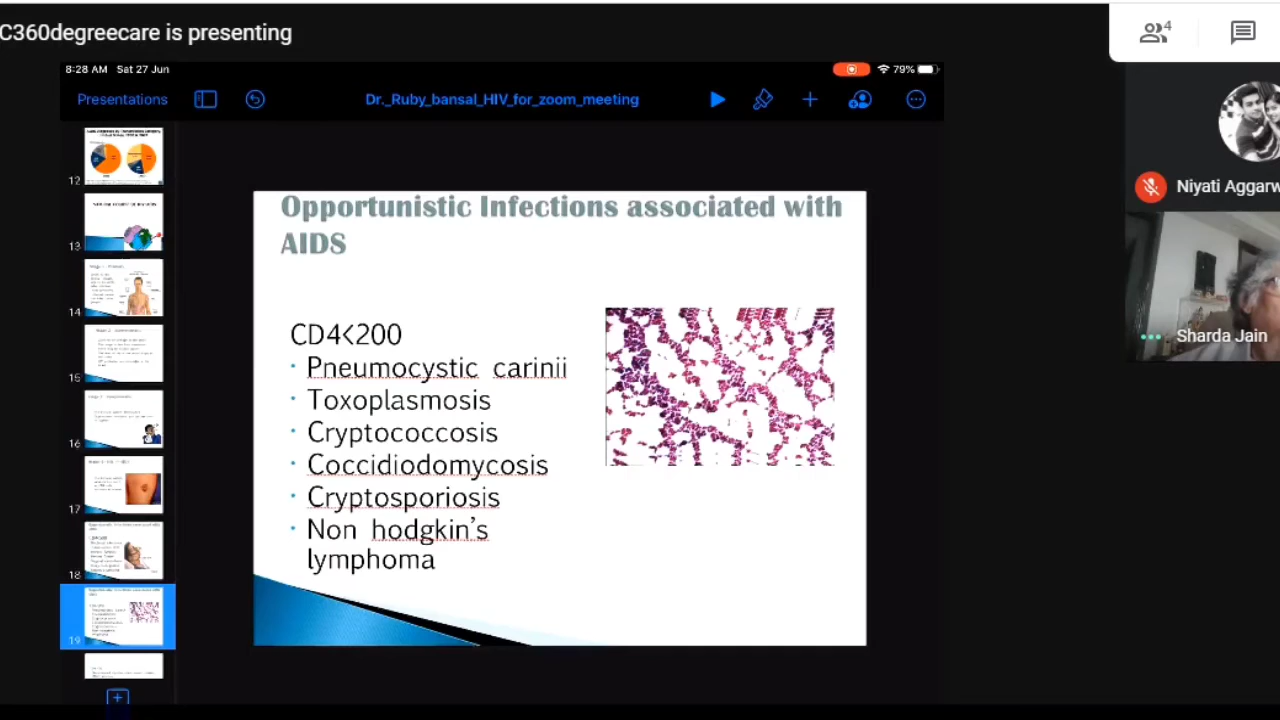 C360degreecare is presenting
4
8:28 AM Sat 27 Jun
79%
Presentations
Dr._Ruby_bansal_HIV_for_zoom_meeting
Niyati Aggarw
Sharda Jain
12
13
14
15
16
17
18
19
Opportunistic Infections associated with
AIDS
CD4<200
Pneumocystic carinii
Toxoplasmosis
Cryptococcosis
Coccidiodomycosis
Cryptosporiosis
Non hodgkin's
lymphoma